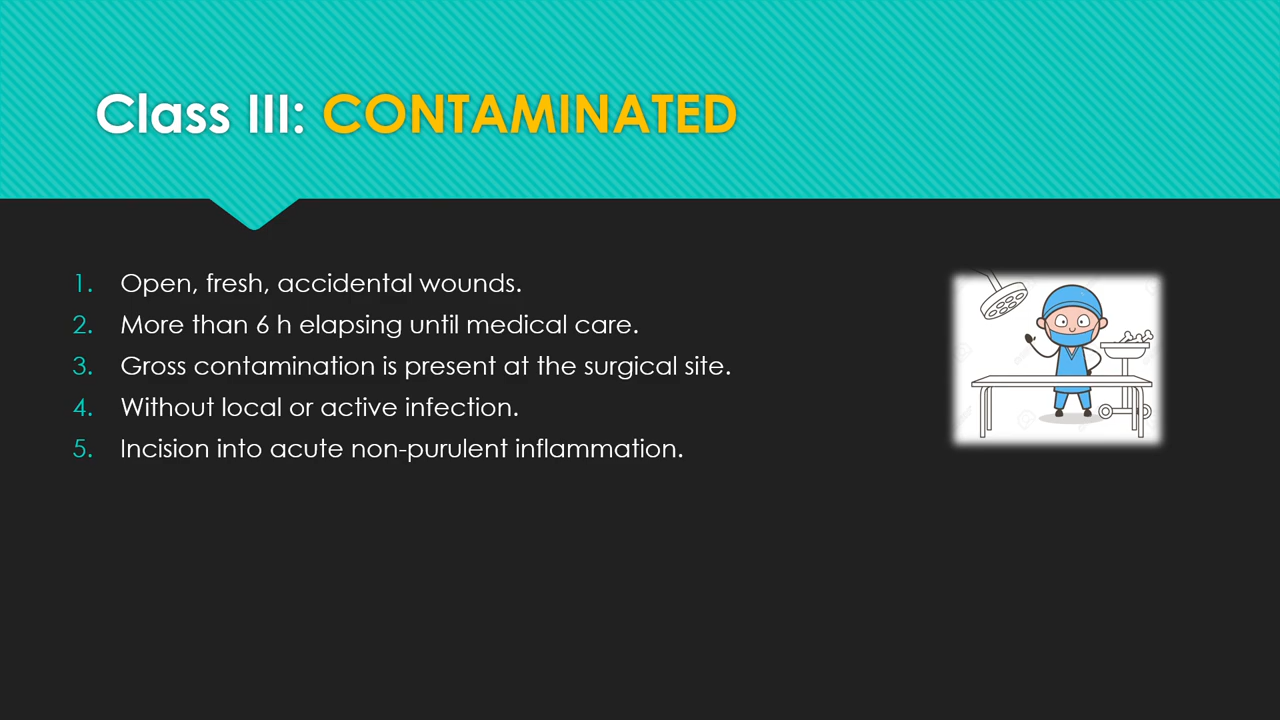 Class III: CONTAMINATED
1. Open, fresh, accidental wounds.
2. More than 6 h elapsing until medical care.
3. Gross contamination is present at the surgical site.
4. Without local or active infection.
5. Incision into acute non-purulent inflammation.